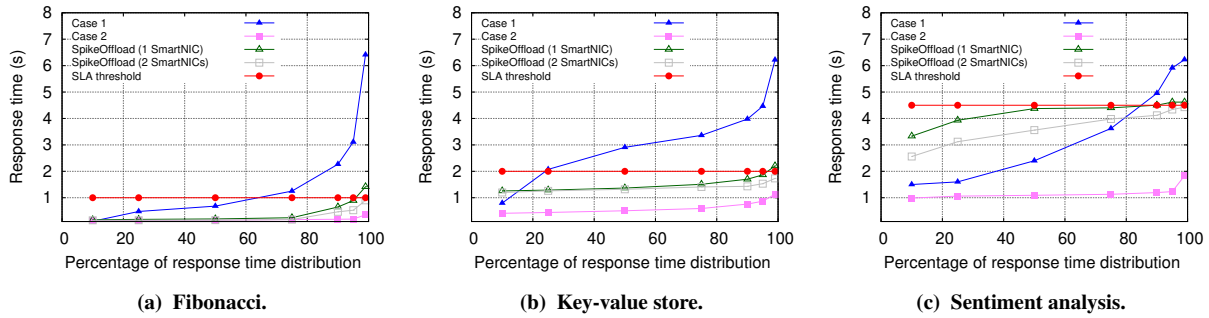 Case 1
Case 2
SpikeOffload (1 SmartNIC)
SpikeOffload (2 SmartNICs)
SLA threshold
8
7
6
5
4
3
2
1
Response time (s)
0 20 40 60 80 100
Percentage of response time distribution
(a) Fibonacci.
Case 1
Case 2
SpikeOffload (1 SmartNIC)
SpikeOffload (2 SmartNICs)
SLA threshold
8
7
6
5
4
3
2
1
Response time (s)
0 20 40 60 80 100
Percentage of response time distribution
(b) Key-value store.
Case 1
Case 2
SpikeOffload (1 SmartNIC)
SpikeOffload (2 SmartNICs)
SLA threshold
8
7
6
5
4
3
2
1
Response time (s)
0 20 40 60 80 100
Percentage of response time distribution
(c) Sentiment analysis.